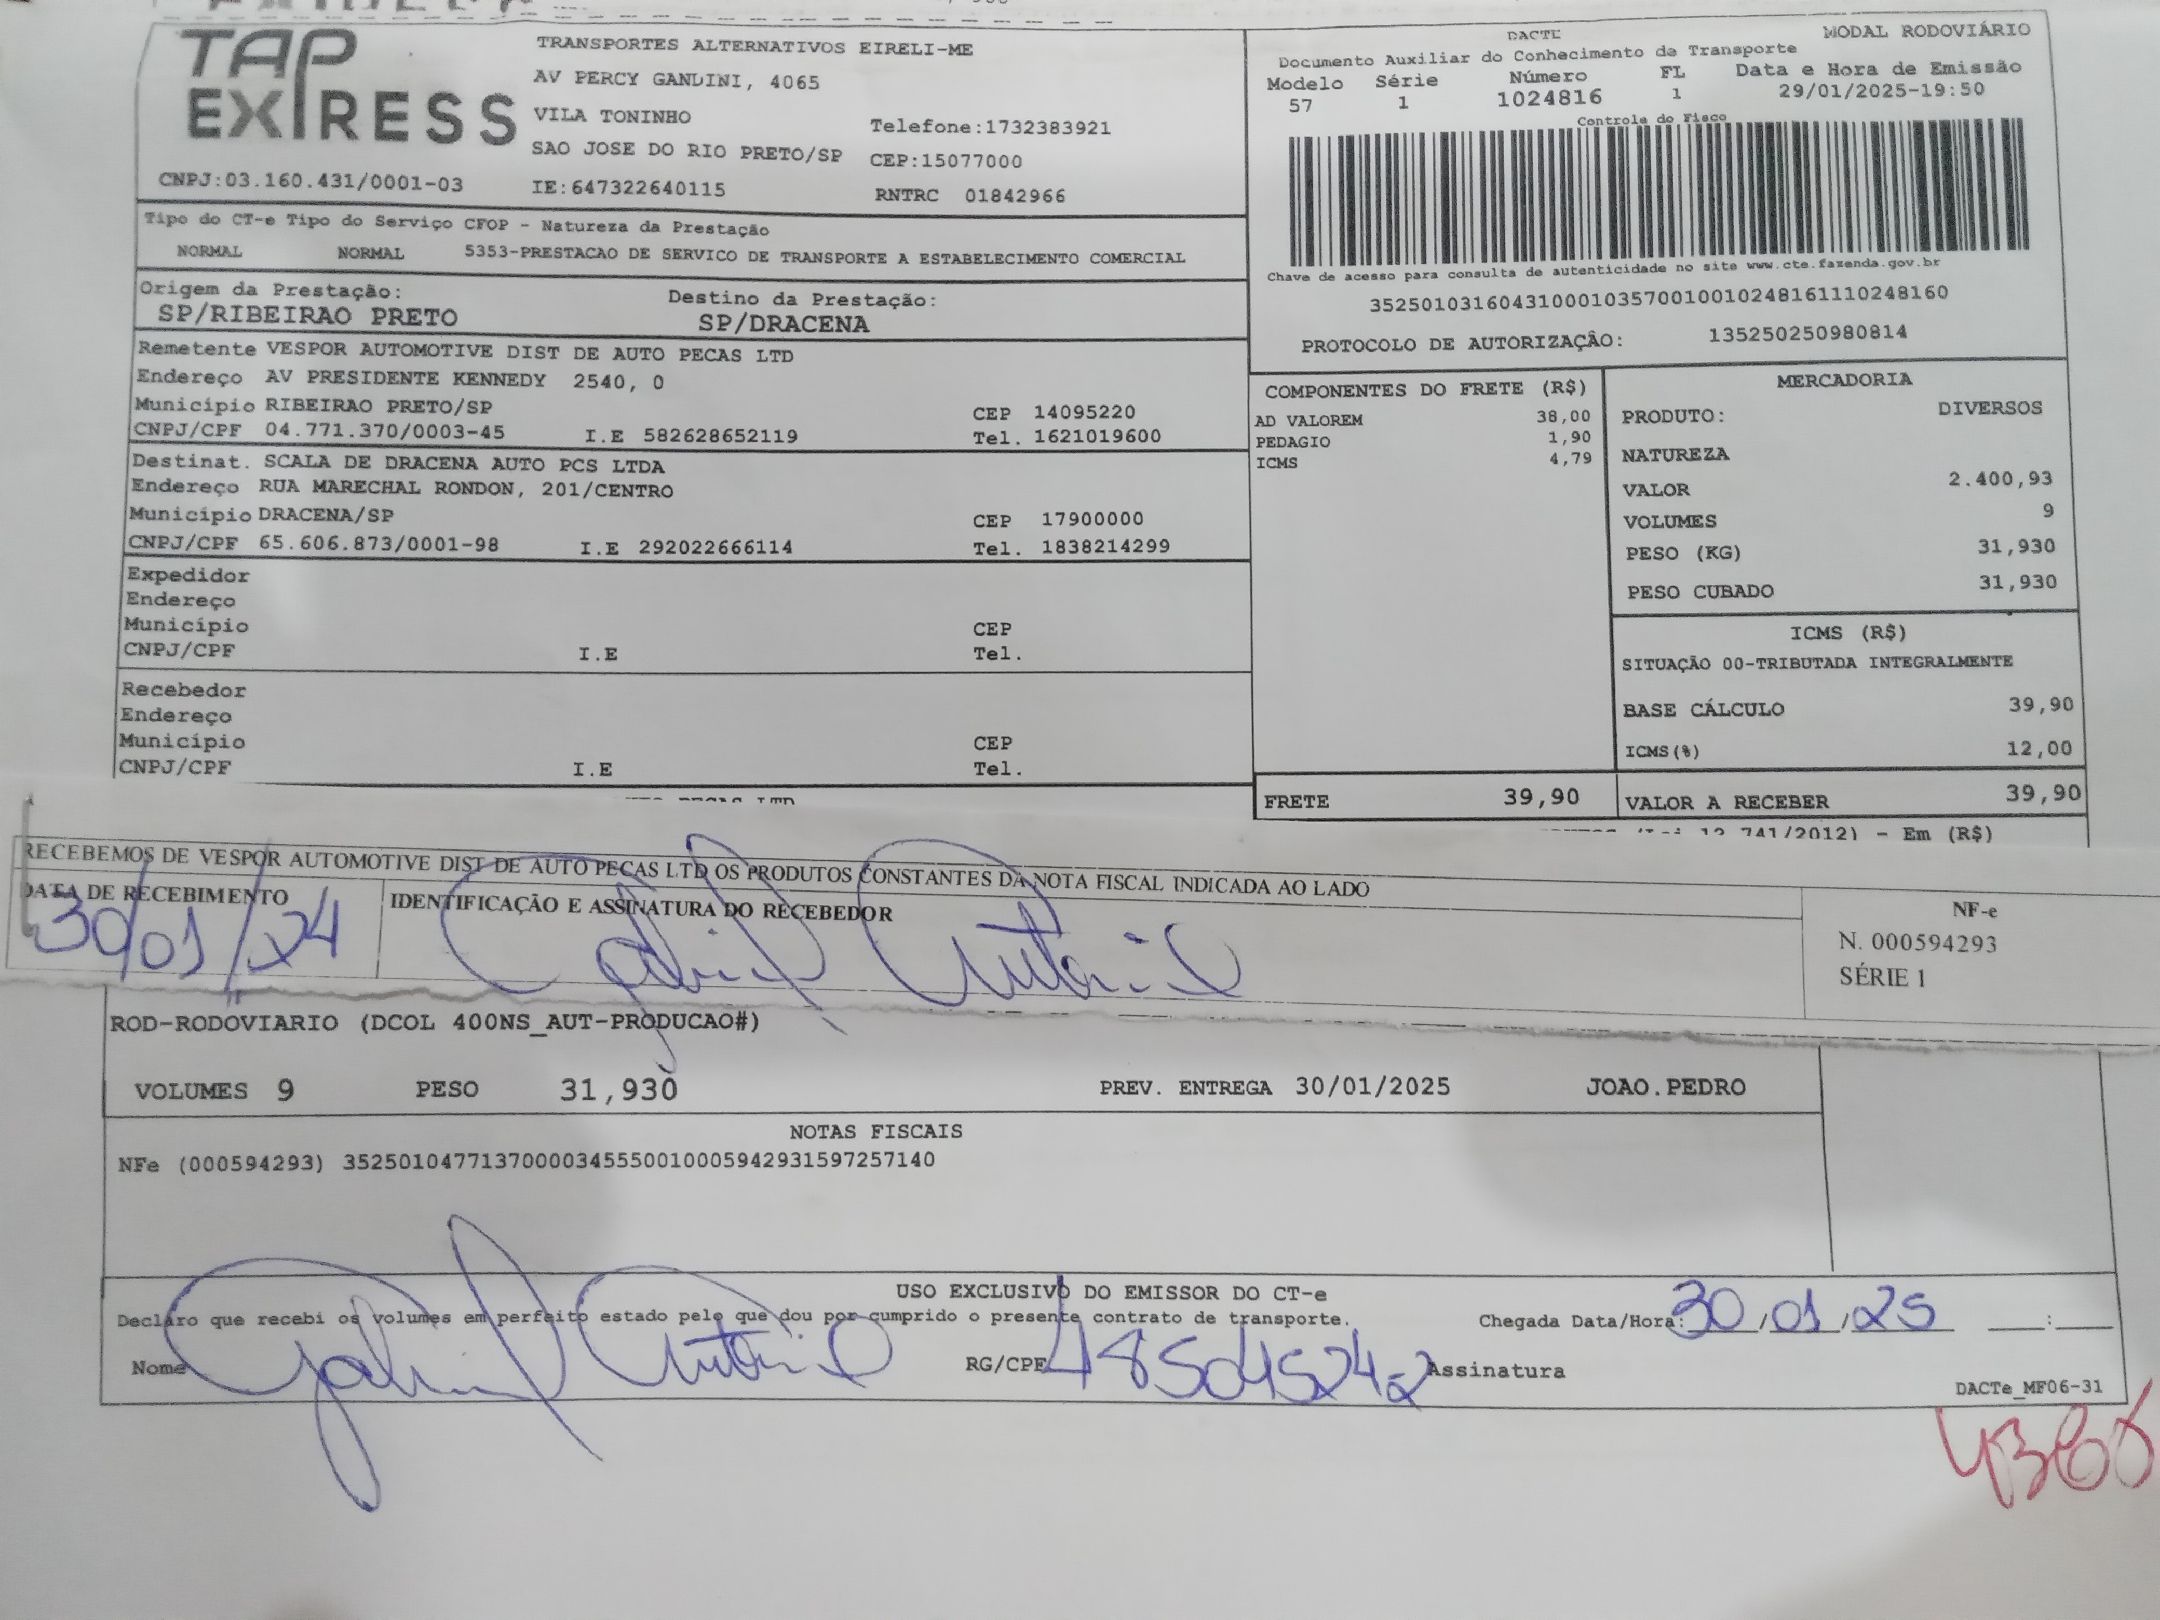 TAP EXPRESS
TRANSPORTES ALTERNATIVOS EIRELI-ME
AV PERCY GANDINI, 4065
VILA TONINHO
Telefone:1732383921
SAO JOSE DO RIO PRETO/SP CEP:15077000
CNPJ:03.160.431/0001-03 IE:647322640115 RNTRC 01842966
DACTE MODAL RODOVIÁRIO
Documento Auxiliar do Conhecimento de Transporte
Modelo Série Número FL Data e Hora de Emissão
57 1 1024816 1 29/01/2025-19:50
Controle do Fisco
Chave de acesso para consulta de autenticidade no site www.cte.fazenda.gov.br
35250103160431000103570010010248161110248160
PROTOCOLO DE AUTORIZAÇÃO: 135250250980814
Tipo do CT-e Tipo do Serviço CFOP - Natureza da Prestação
NORMAL NORMAL 5353-PRESTACAO DE SERVICO DE TRANSPORTE A ESTABELECIMENTO COMERCIAL
Origem da Prestação: Destino da Prestação:
SP/RIBEIRAO PRETO SP/DRACENA
Remetente VESPOR AUTOMOTIVE DIST DE AUTO PECAS LTD
Endereço AV PRESIDENTE KENNEDY 2540, 0
Município RIBEIRAO PRETO/SP CEP 14095220
CNPJ/CPF 04.771.370/0003-45 I.E 582628652119 Tel. 1621019600
Destinat. SCALA DE DRACENA AUTO PCS LTDA
Endereço RUA MARECHAL RONDON, 201/CENTRO
Município DRACENA/SP CEP 17900000
CNPJ/CPF 65.606.873/0001-98 I.E 292022666114 Tel. 1838214299
Expedidor
Endereço
Município CEP
CNPJ/CPF I.E Tel.
Recebedor
Endereço
Município CEP
CNPJ/CPF I.E Tel.
COMPONENTES DO FRETE (R$)
AD VALOREM 38,00
PEDAGIO 1,90
ICMS 4,79
MERCADORIA
PRODUTO: DIVERSOS
NATUREZA
VALOR 2.400,93
VOLUMES 9
PESO (KG) 31,930
PESO CUBADO 31,930
ICMS (R$)
SITUAÇÃO 00-TRIBUTADA INTEGRALMENTE
BASE CÁLCULO 39,90
ICMS(%) 12,00
FRETE 39,90 VALOR A RECEBER 39,90
12.741/2012) - Em (R$)
RECEBEMOS DE VESPOR AUTOMOTIVE DIST DE AUTO PECAS LTD OS PRODUTOS CONSTANTES DA NOTA FISCAL INDICADA AO LADO
DATA DE RECEBIMENTO IDENTIFICAÇÃO E ASSINATURA DO RECEBEDOR
30/01/24 Gabriel Antonio
NF-e
N. 000594293
SÉRIE 1
ROD-RODOVIARIO (DCOL 400NS_AUT-PRODUCAO#)
VOLUMES 9 PESO 31,930 PREV. ENTREGA 30/01/2025 JOAO.PEDRO
NOTAS FISCAIS
NFe (000594293) 35250104771370000345550010005942931597257140
USO EXCLUSIVO DO EMISSOR DO CT-e
Declaro que recebi os volumes em perfeito estado pelo que dou por cumprido o presente contrato de transporte. Chegada Data/Hora: 30/01/25 __:__
Nome Gabriel Antonio RG/CPF 48504524-2 Assinatura
DACTe_MF06-31